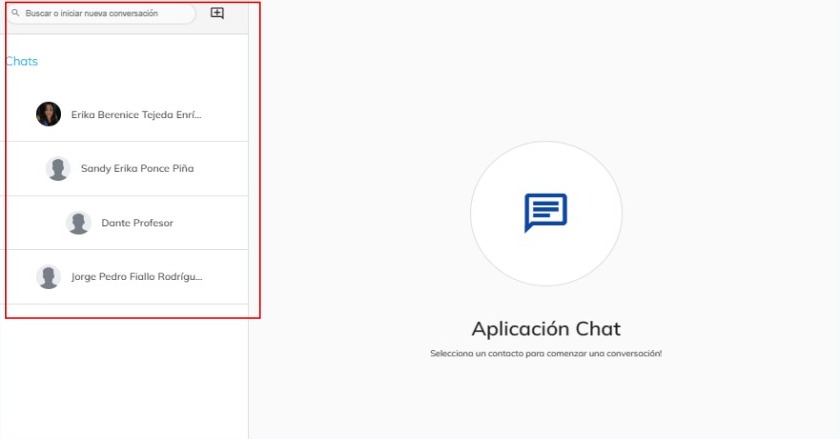 Buscar o iniciar nueva conversación
Chats
Erika Berenice Tejeda Enrí...
Sandy Erika Ponce Piña
Dante Profesor
Jorge Pedro Fiallo Rodrígu...
Aplicación Chat
Selecciona un contacto para comenzar una conversación!